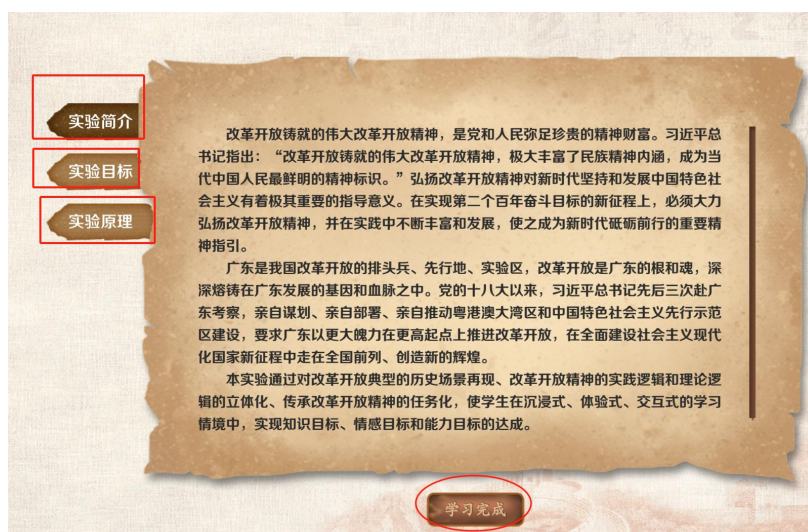 实验简介
实验目标
实验原理
改革开放铸就的伟大改革开放精神，是党和人民弥足珍贵的精神财富。习近平总
书记指出：“改革开放铸就的伟大改革开放精神，极大丰富了民族精神内涵，成为当
代中国人民最鲜明的精神标识。”弘扬改革开放精神对新时代坚持和发展中国特色社
会主义有着极其重要的指导意义。在实现第二个百年奋斗目标的新征程上，必须大力
弘扬改革开放精神，并在实践中不断丰富和发展，使之成为新时代砥砺前行的重要精
神指引。
广东是我国改革开放的排头兵、先行地、实验区，改革开放是广东的根和魂，深
深熔铸在广东发展的基因和血脉之中。党的十八大以来，习近平总书记先后三次赴广
东考察，亲自谋划、亲自部署、亲自推动粤港澳大湾区和中国特色社会主义先行示范
区建设，要求广东以更大魄力在更高起点上推进改革开放，在全面建设社会主义现代
化国家新征程中走在全国前列、创造新的辉煌。
本实验通过对改革开放典型的历史场景再现、改革开放精神的实践逻辑和理论逻
辑的立体化、传承改革开放精神的任务化，使学生在沉浸式、体验式、交互式的学习
情境中，实现知识目标、情感目标和能力目标的达成。
学习完成